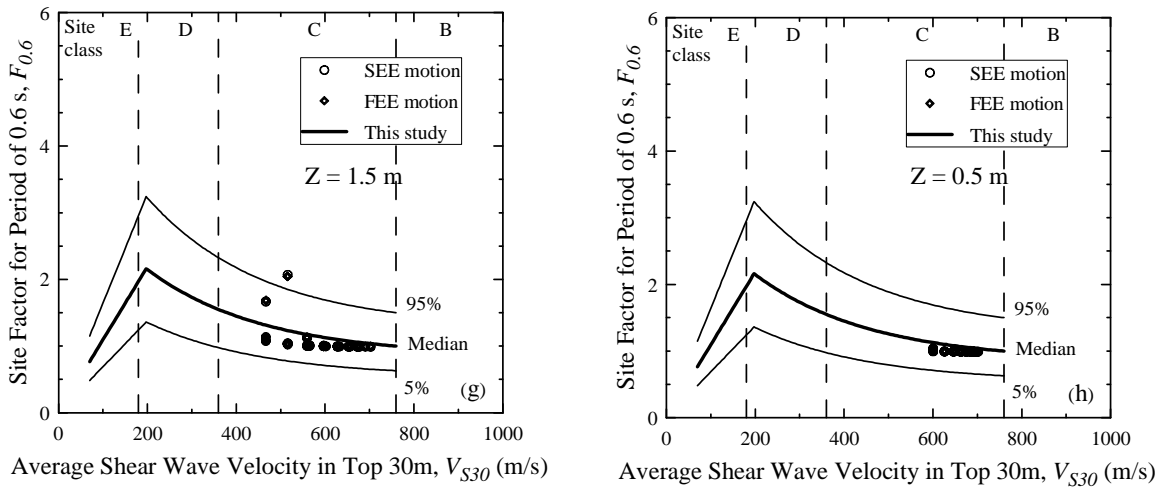 6
Site
class
E
D
C
B
SEE motion
FEE motion
This study
Z = 1.5 m
4
2
0
95%
Median
5%
(g)
0
200
400
600
800
1000
Site Factor for Period of 0.6 s, F0.6
Average Shear Wave Velocity in Top 30m, VS30 (m/s)
6
Site
class
E
D
C
B
SEE motion
FEE motion
This study
Z = 0.5 m
4
2
0
95%
Median
5%
(h)
0
200
400
600
800
1000
Site Factor for Period of 0.6 s, F0.6
Average Shear Wave Velocity in Top 30m, VS30 (m/s)